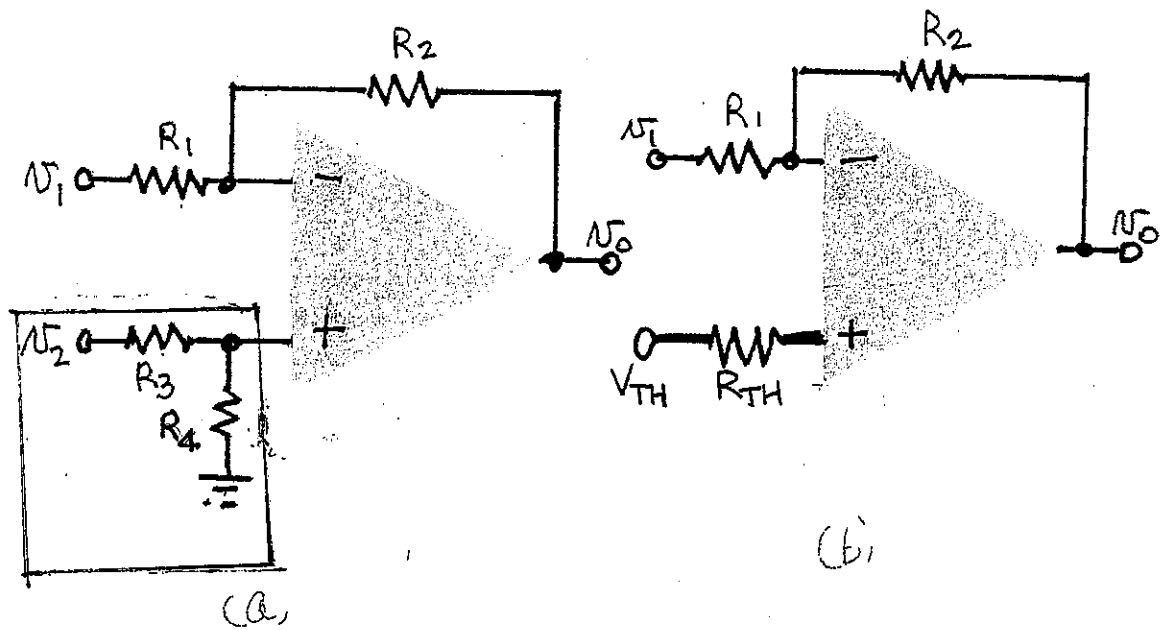 R2
R1
v1
−
v0
v2
R3
+
R4
(a,
R2
v1
R1
−
v0
VTH
RTH
+
(b,